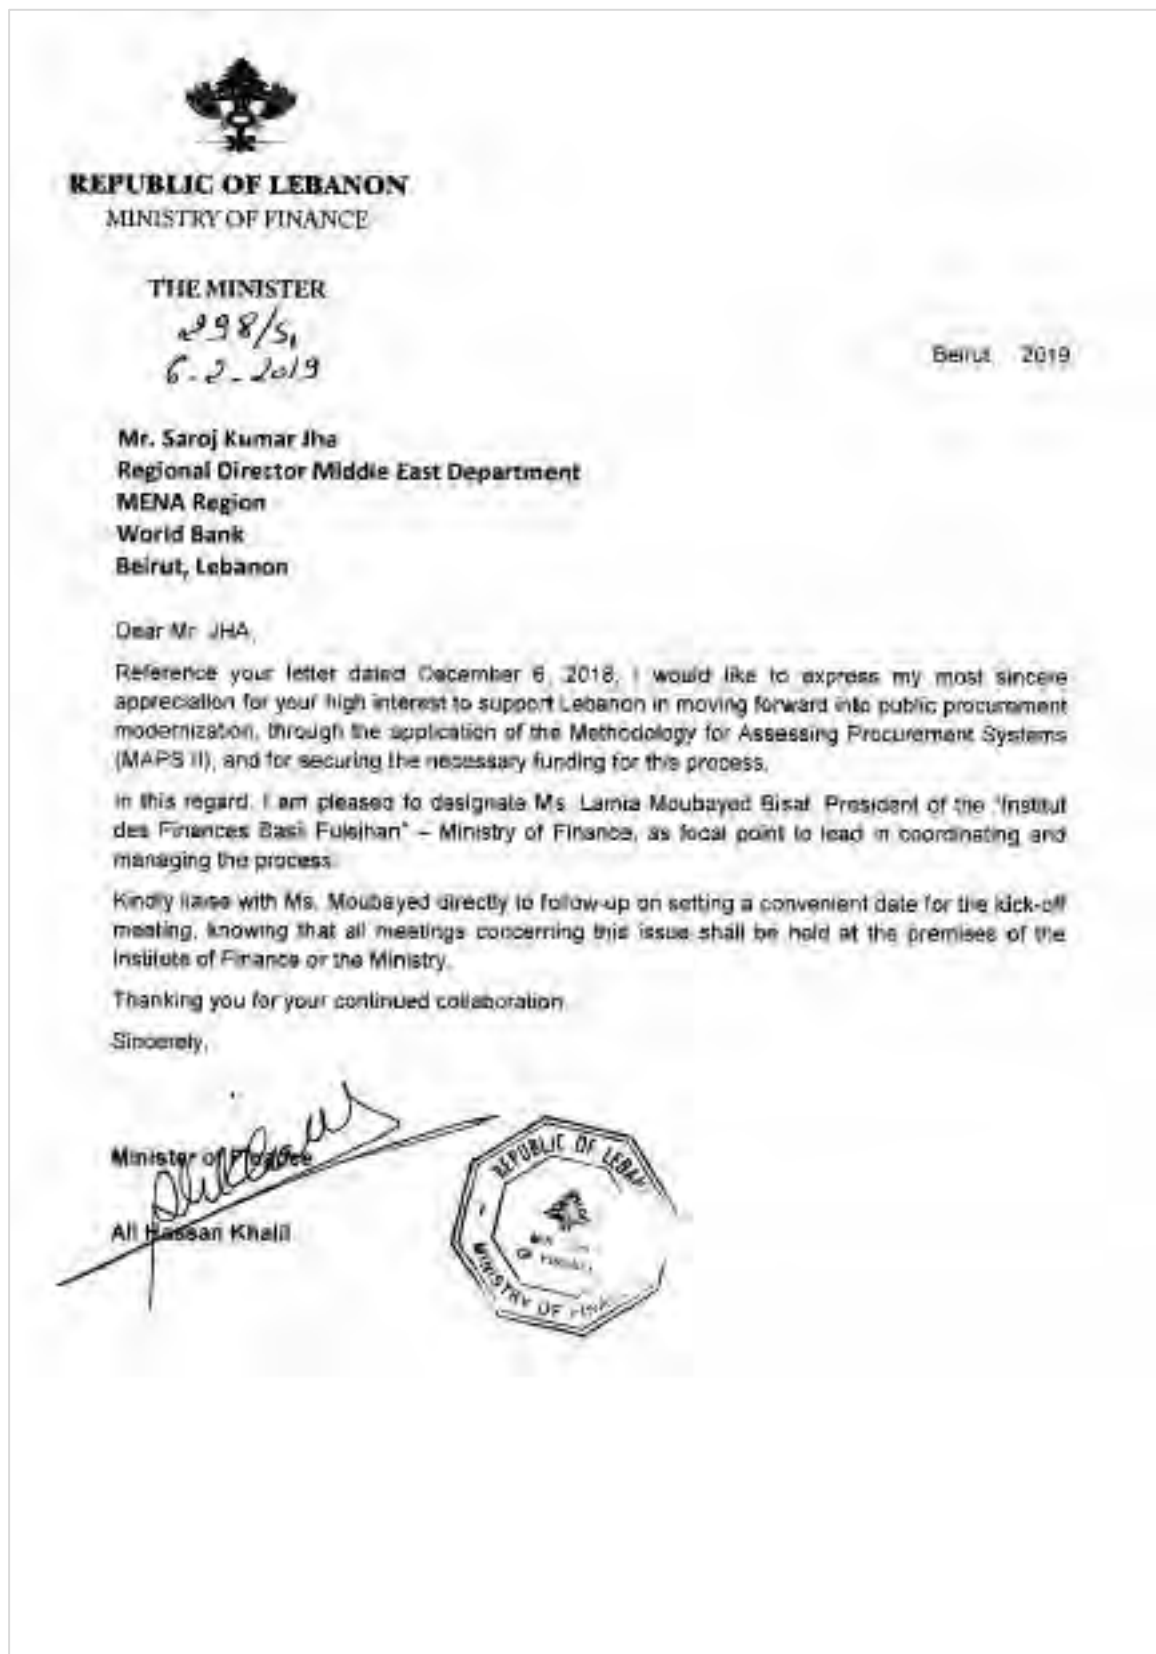 REPUBLIC OF LEBANON
MINISTRY OF FINANCE
THE MINISTER
298/S1
6-2-2019
Beirut 2019
Mr. Saroj Kumar Jha
Regional Director Middle East Department
MENA Region
World Bank
Beirut, Lebanon
Dear Mr. JHA,
Reference your letter dated December 6, 2018, I would like to express my most sincere
appreciation for your high interest to support Lebanon in moving forward into public procurement
modernization, through the application of the Methodology for Assessing Procurement Systems
(MAPS II), and for securing the necessary funding for this process.
In this regard, I am pleased to designate Ms. Lamia Moubayed Bisat, President of the "Institut
des Finances Basil Fuleihan" – Ministry of Finance, as focal point to lead in coordinating and
managing the process.
Kindly liaise with Ms. Moubayed directly to follow-up on setting a convenient date for the kick-off
meeting, knowing that all meetings concerning this issue shall be held at the premises of the
Institute of Finance or the Ministry.
Thanking you for your continued collaboration.
Sincerely,
Minister of Finance
Ali Hassan Khalil
REPUBLIC OF LEBAN
MINISTRY OF FINA